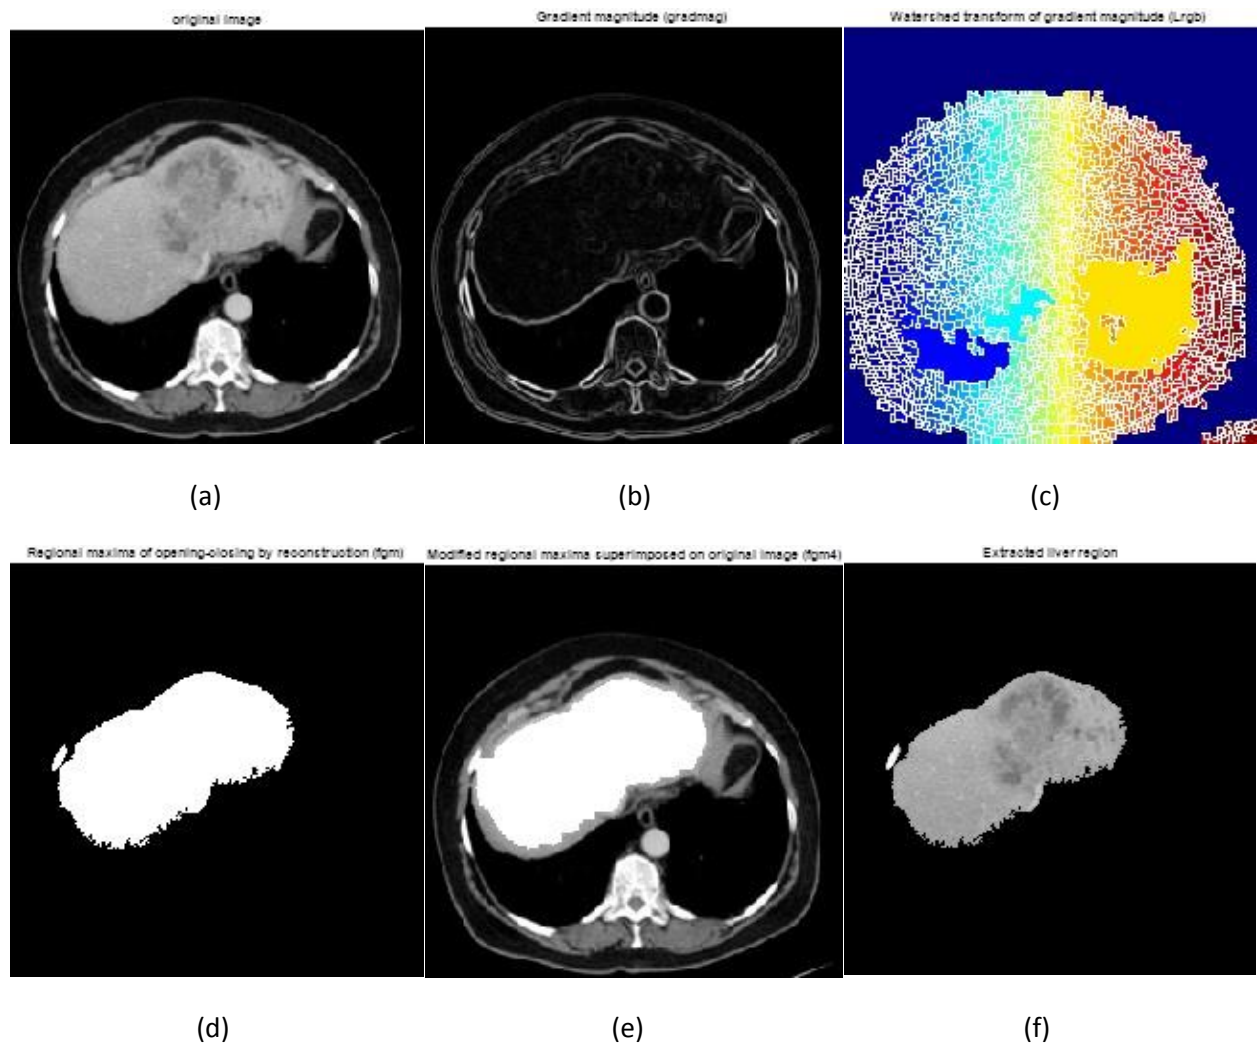 original image
Gradient magnitude (gradmag)
Watershed transform of gradient magnitude (Lrgb)
(a)
(b)
(c)
Regional maxima of opening-closing by reconstruction (fgm)
Modified regional maxima superimposed on original image (fgm4)
Extracted liver region
(d)
(e)
(f)